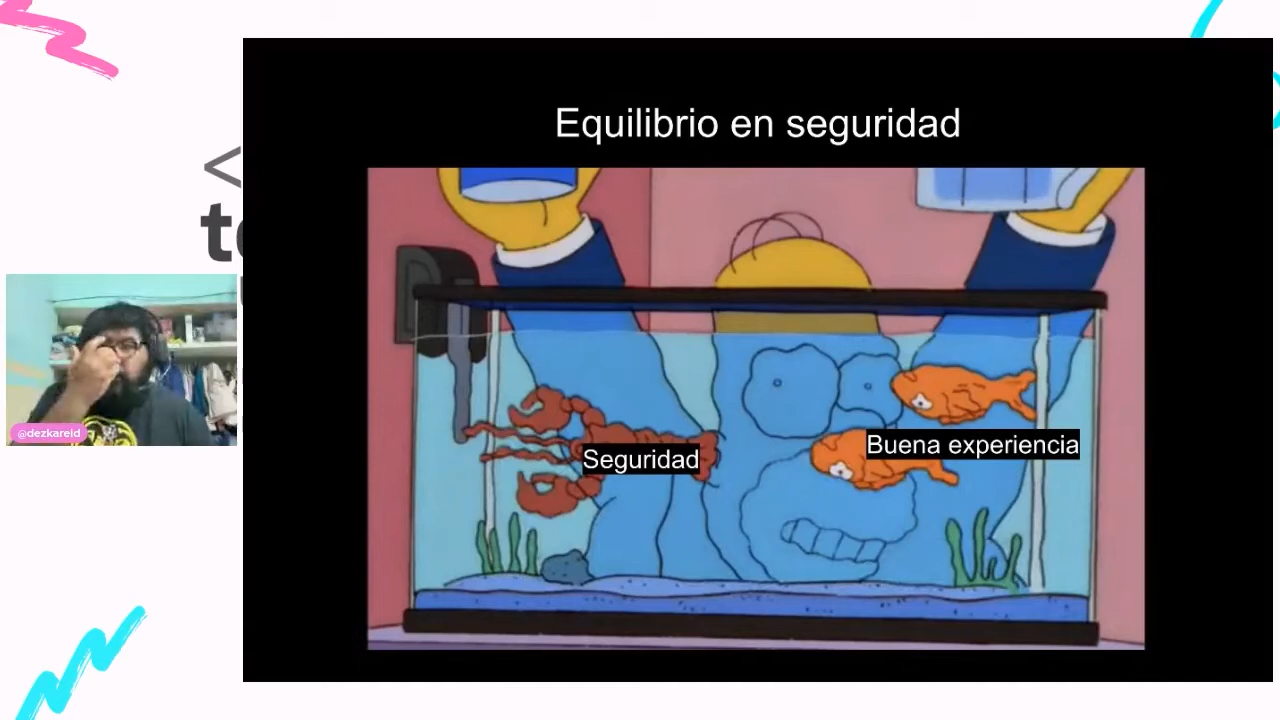 Equilibrio en seguridad
<
Buena experiencia
Seguridad
@dezkareid